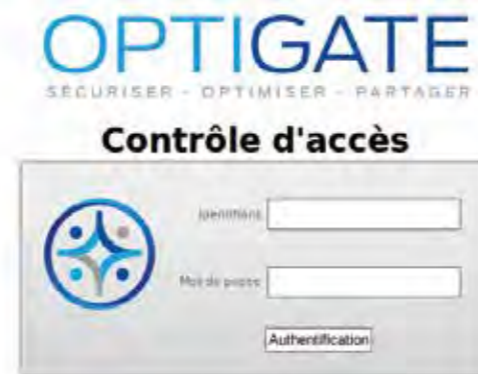 OPTIGATE
SÉCURISER - OPTIMISER - PARTAGER
Contrôle d'accès
Identifiant
Mot de passe
Authentification